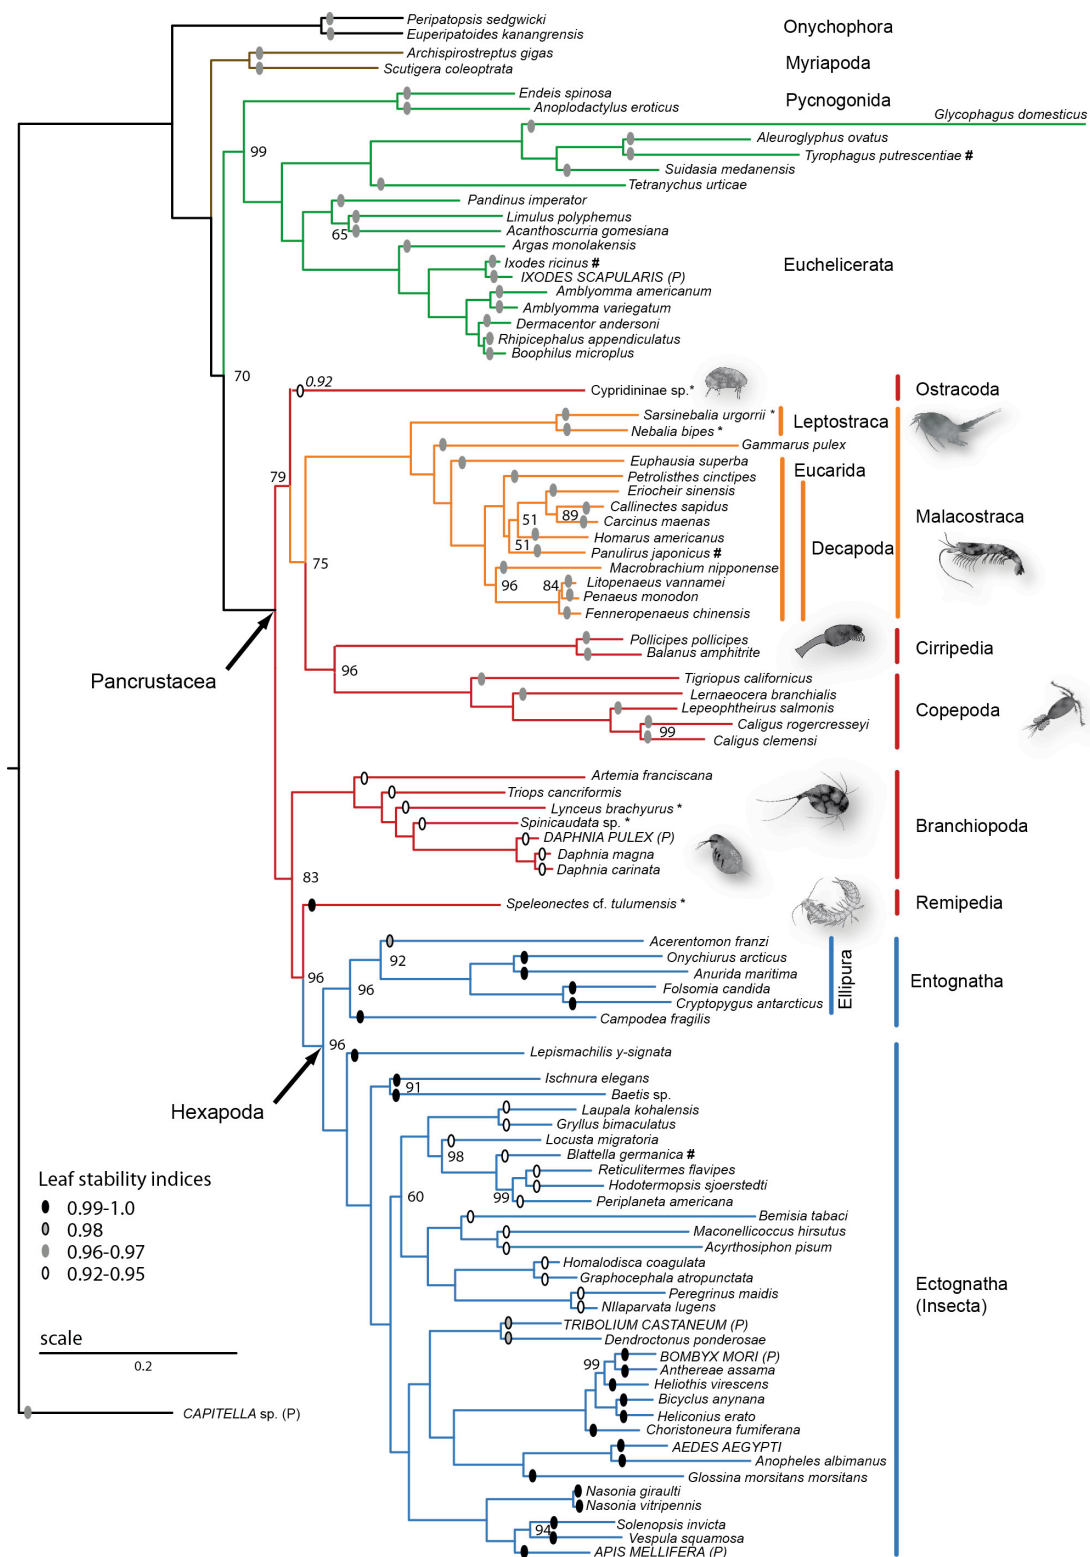 Peripatopsis sedgwicki
Onychophora
Euperipatoides kanangrensis
Archispirostreptus gigas
Myriapoda
Scutigera coleoptrata
Endeis spinosa
Pycnogonida
Anoplodactylus eroticus
Glycophagus domesticus
Aleuroglyphus ovatus
99
Tyrophagus putrescentiae #
Suidasia medanensis
Tetranychus urticae
Pandinus imperator
Limulus polyphemus
65
Acanthoscurria gomesiana
Argas monolakensis
Ixodes ricinus #
Euchelicerata
IXODES SCAPULARIS (P)
Amblyomma americanum
Amblyomma variegatum
Dermacentor andersoni
Rhipicephalus appendiculatus
Boophilus microplus
70
0.92
Cypridininae sp.*
Ostracoda
Sarsinebalia urgorrii *
Leptostraca
Nebalia bipes *
Gammarus pulex
Euphausia superba
Eucarida
79
Petrolisthes cinctipes
Eriocheir sinensis
Callinectes sapidus
Malacostraca
51
89
Carcinus maenas
Homarus americanus
51
Panulirus japonicus #
Decapoda
75
Macrobrachium nipponense
96
84
Litopenaeus vannamei
Penaeus monodon
Fenneropenaeus chinensis
Pollicipes pollicipes
Cirripedia
Balanus amphitrite
96
Pancrustacea
Tigriopus californicus
Lernaeocera branchialis
Lepeophtheirus salmonis
Copepoda
Caligus rogercresseyi
99
Caligus clemensi
Artemia franciscana
Triops cancriformis
Lynceus brachyurus *
Spinicaudata sp. *
Branchiopoda
DAPHNIA PULEX (P)
Daphnia magna
Daphnia carinata
83
Speleonectes cf. tulumensis *
Remipedia
Acerentomon franzi
92
Onychiurus arcticus
Anurida maritima
96
96
Folsomia candida
Entognatha
Cryptopygus antarcticus
Ellipura
Campodea fragilis
96
Lepismachilis y-signata
Ischnura elegans
91
Baetis sp.
Hexapoda
Laupala kohalensis
Gryllus bimaculatus
Locusta migratoria
98
Blattella germanica #
Reticulitermes flavipes
Hodotermopsis sjoerstedti
60
99
Periplaneta americana
Leaf stability indices
0.99-1.0
0.98
0.96-0.97
0.92-0.95
Bemisia tabaci
Maconellicoccus hirsutus
Acyrthosiphon pisum
Homalodisca coagulata
Graphocephala atropunctata
Ectognatha
(Insecta)
Peregrinus maidis
NIlaparvata lugens
TRIBOLIUM CASTANEUM (P)
Dendroctonus ponderosae
scale
0.2
99
BOMBYX MORI (P)
Anthereae assama
Heliothis virescens
Bicyclus anynana
Heliconius erato
CAPITELLA sp. (P)
Choristoneura fumiferana
AEDES AEGYPTI
Anopheles albimanus
Glossina morsitans morsitans
Nasonia giraulti
Nasonia vitripennis
Solenopsis invicta
94
Vespula squamosa
APIS MELLIFERA (P)